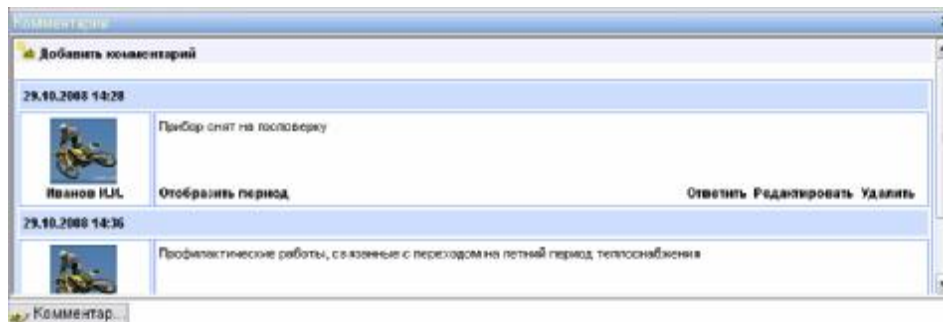 Комментарии
Добавить комментарий
29.10.2008 14:28
Прибор снят на госповерку
Иванов И.И.
Отобразить период
Ответить Редактировать Удалить
29.10.2008 14:36
Профилактические работы, связанные с переходом на летний период теплоснабжения
Комментар...